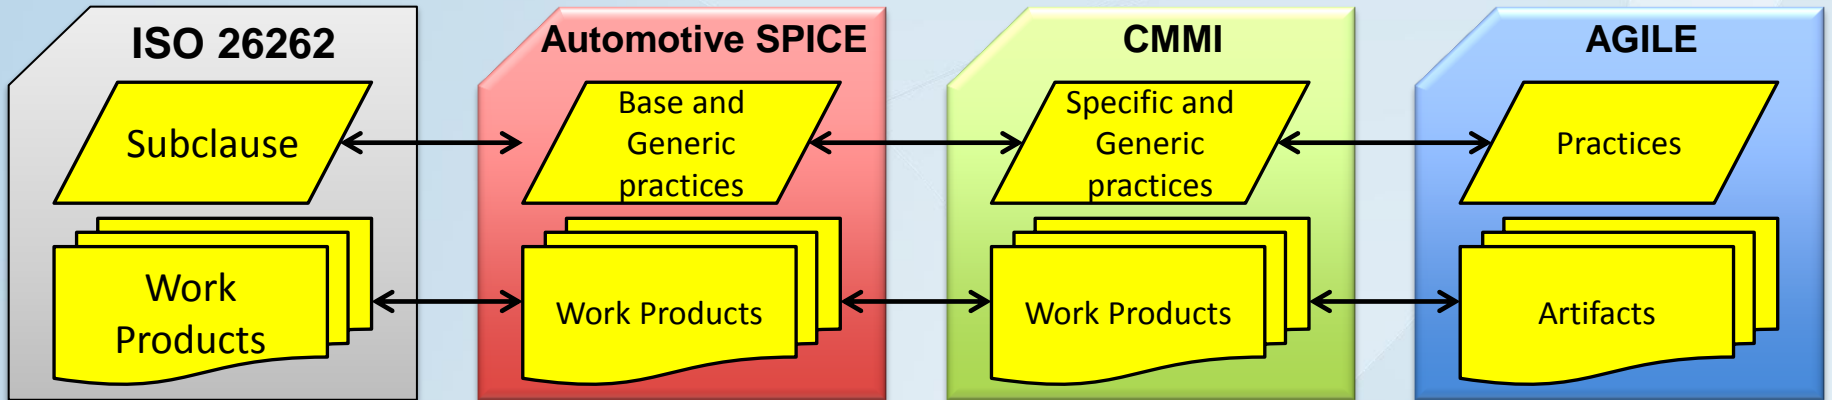 ISO 26262
Subclause
Work
Products
Automotive SPICE
Base and
Generic
practices
Work Products
CMMI
Specific and
Generic
practices
Work Products
AGILE
Practices
Artifacts